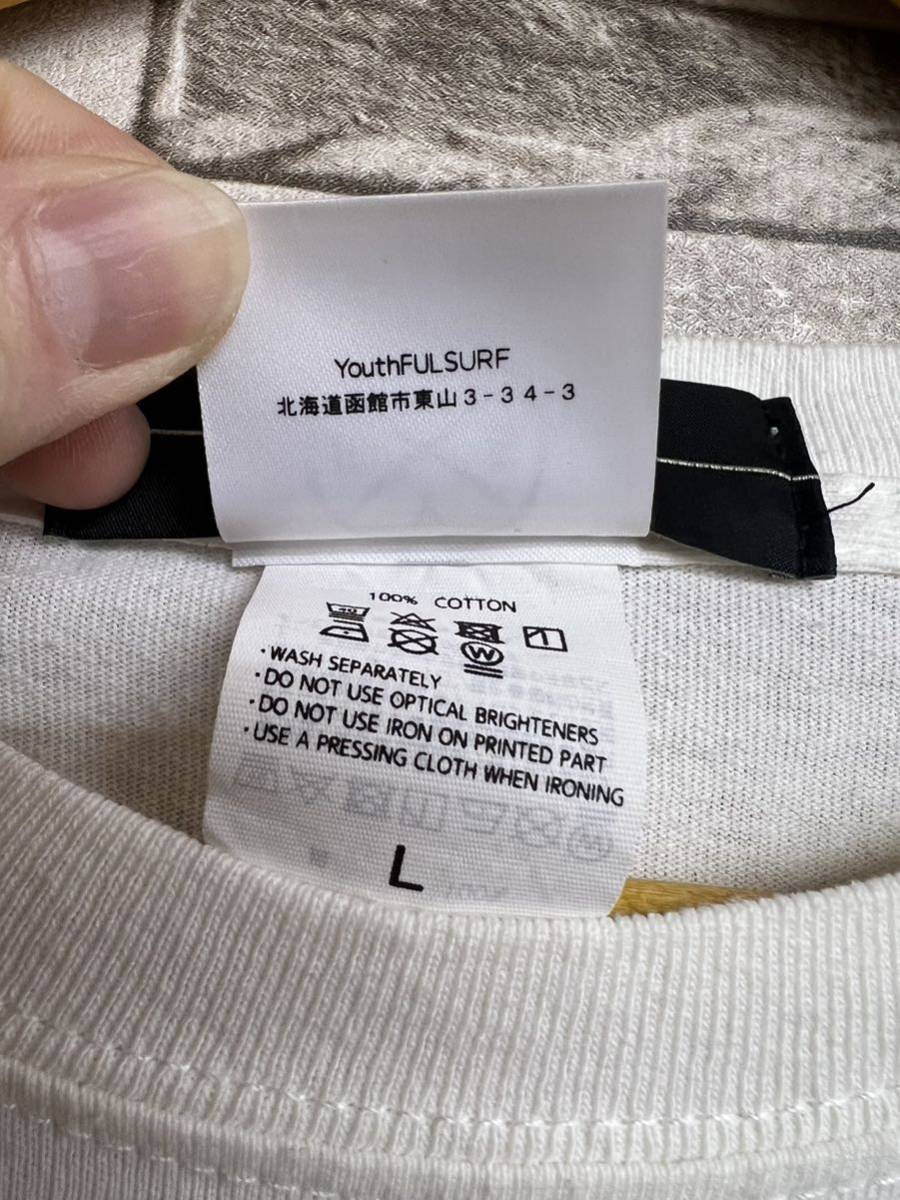 YouthFULSURF
北海道函館市東山3-34-3
100% COTTON
40
W
・WASH SEPARATELY
・DO NOT USE OPTICAL BRIGHTENERS
・DO NOT USE IRON ON PRINTED PART
・USE A PRESSING CLOTH WHEN IRONING
L